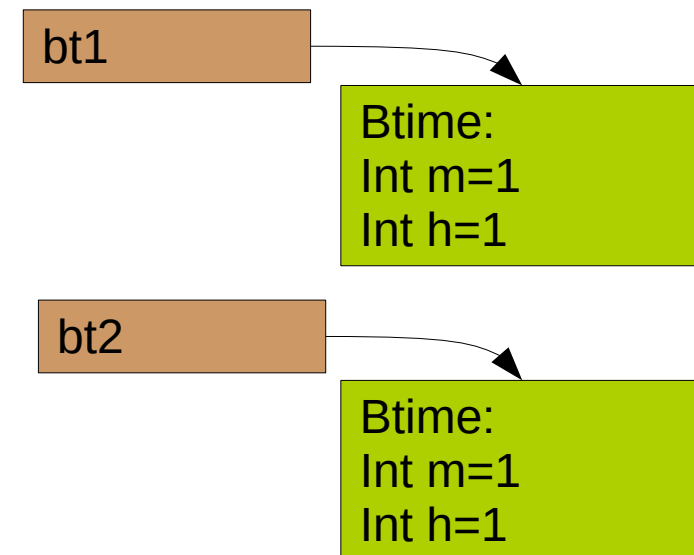 bt1
Btime:
Int m=1
Int h=1
bt2
Btime:
Int m=1
Int h=1